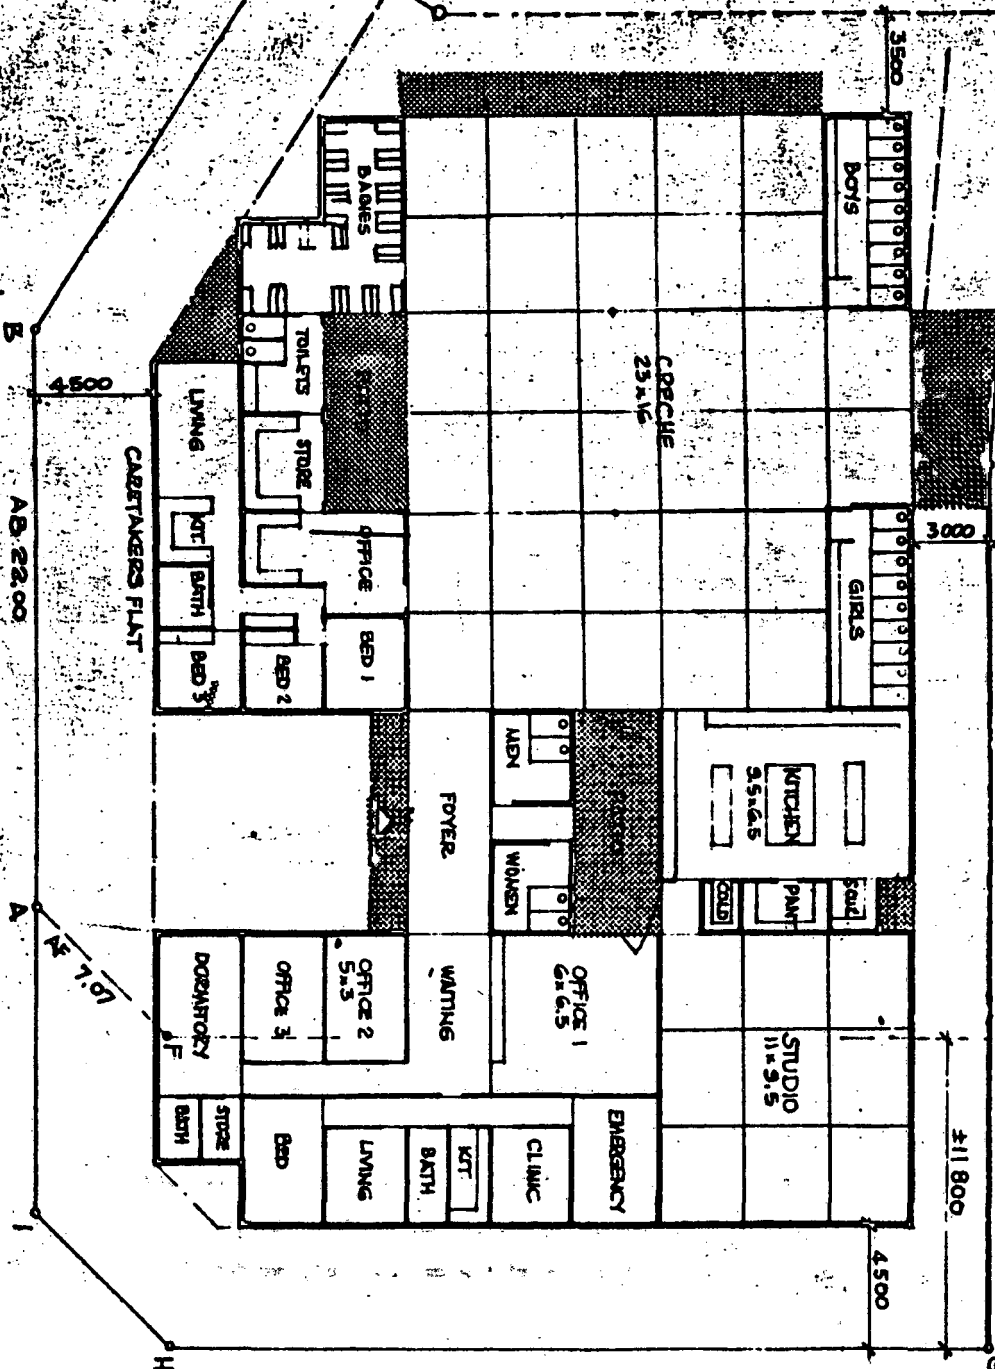 3500
BOYS
BABIES
TOILETS
STORE
CRECHE
23 x 16
3000
GIRLS
B
4500
LIVING
KIT
BATH
BED 3
BED 2
BED 1
OFFICE
CARETAKERS FLAT
AB 22.00
A
AF 7.07
F
MEN
WOMEN
FOYER
KITCHEN
9.5 x 6.5
COLD
PAN
DORMITORY
OFFICE 3
OFFICE 2
5 x 3
WAITING
OFFICE 1
6 x 6.5
STUDIO
11 x 9.5
±11 800
BATH
STORE
BED
LIVING
BATH
KIT
CLINIC
EMERGENCY
4500
I
H